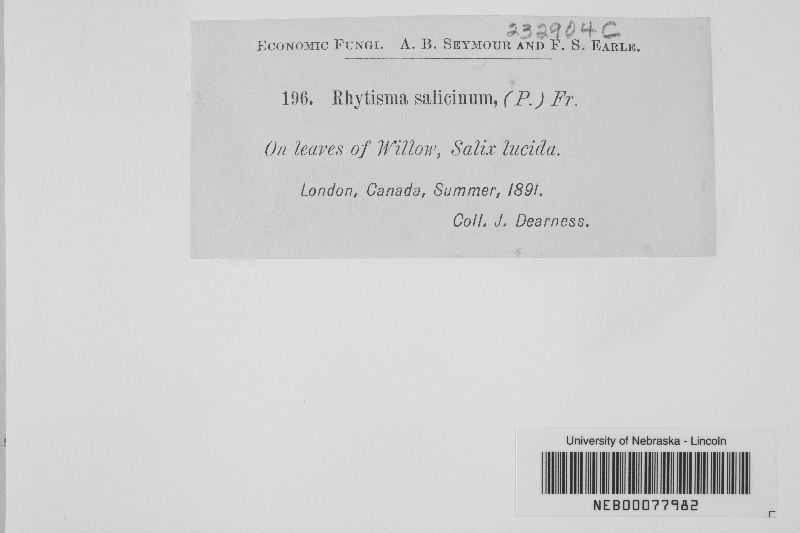 232904C
ECONOMIC FUNGI. A. B. SEYMOUR AND F. S. EARLE.
196. Rhytisma salicinum, (P.) Fr.
On leaves of Willow, Salix lucida.
London, Canada, Summer, 1891.
Coll. J. Dearness.
University of Nebraska - Lincoln
NEB00077982